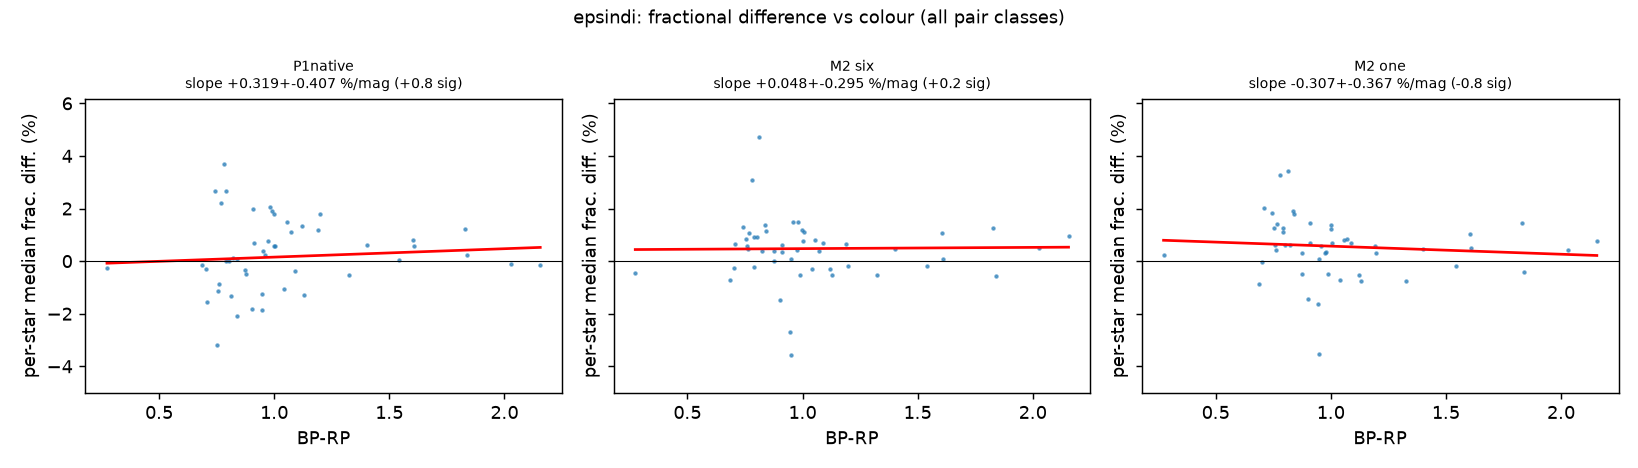 epsindi: fractional difference vs colour (all pair classes)
P1native
slope +0.319+-0.407 %/mag (+0.8 sig)
per-star median frac. diff. (%)
6
4
2
0
−2
−4
0.5
1.0
1.5
2.0
BP-RP
M2 six
slope +0.048+-0.295 %/mag (+0.2 sig)
per-star median frac. diff. (%)
0.5
1.0
1.5
2.0
BP-RP
M2 one
slope -0.307+-0.367 %/mag (-0.8 sig)
per-star median frac. diff. (%)
0.5
1.0
1.5
2.0
BP-RP